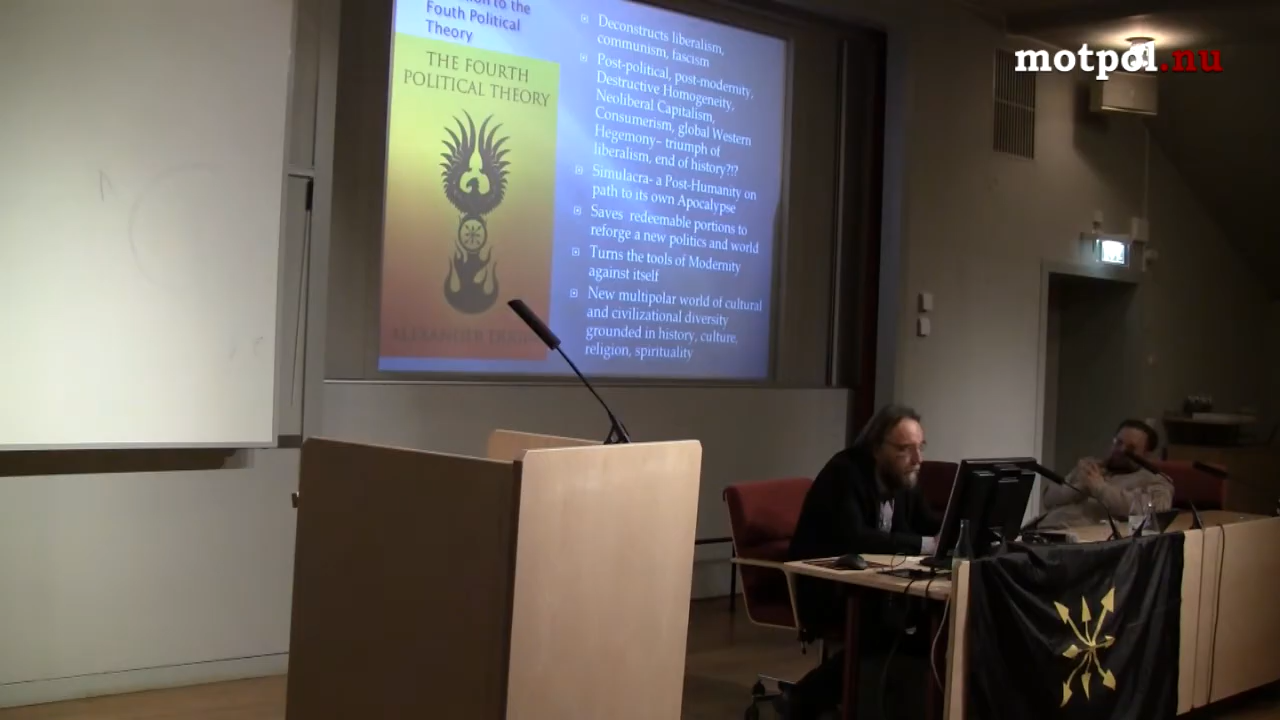 motpol.nu
to the
Fouth Political
Theory
THE FOURTH
POLITICAL THEORY
Deconstructs liberalism,
communism, fascism
Post-political, post-modernity,
Destructive Homogeneity,
Neoliberal Capitalism,
Consumerism, global Western
Hegemony– triumph of
liberalism, end of history?!?
Simulacra- a Post-Humanity on
path to its own Apocalypse
Saves redeemable portions to
reforge a new politics and world
Turns the tools of Modernity
against itself
New multipolar world of cultural
and civilizational diversity
grounded in history, culture,
religion, spirituality